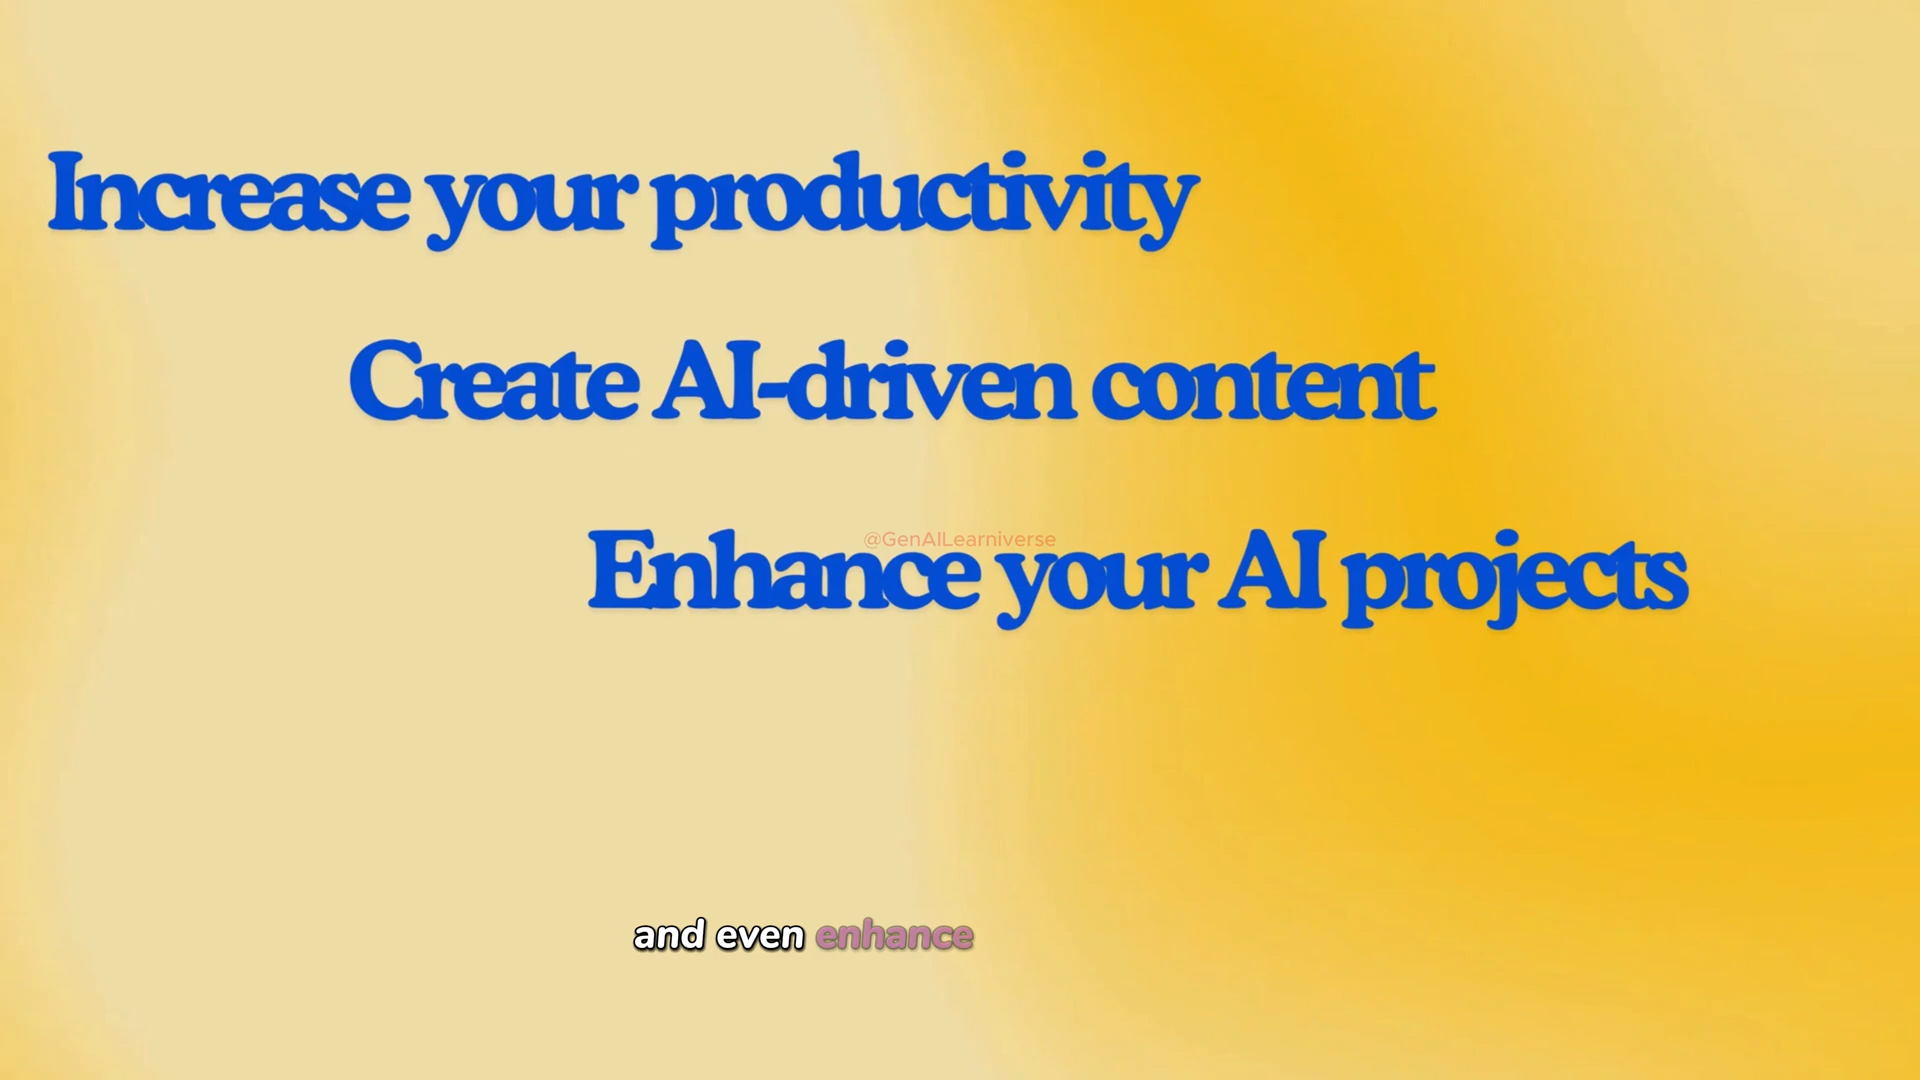 Increase your productivity
Create AI-driven content
@GenAILearniverse
Enhance your AI projects
and even enhance